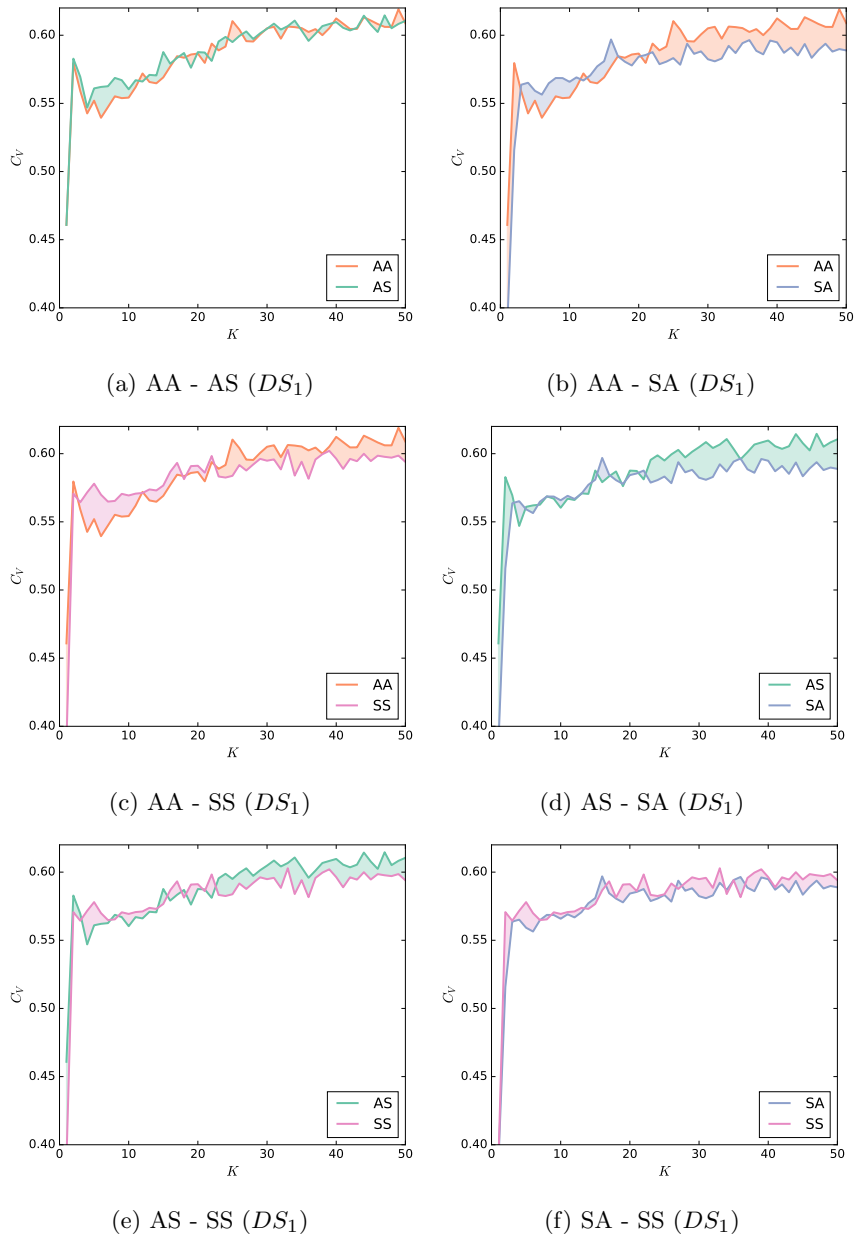 0.60
0.55
0.50
0.45
0.40
C_V
0 10 20 30 40 50
K
AA
AS
(a) AA - AS (DS_1)
0.60
0.55
0.50
0.45
0.40
C_V
0 10 20 30 40 50
K
AA
SA
(b) AA - SA (DS_1)
0.60
0.55
0.50
0.45
0.40
C_V
0 10 20 30 40 50
K
AA
SS
(c) AA - SS (DS_1)
0.60
0.55
0.50
0.45
0.40
C_V
0 10 20 30 40 50
K
AS
SA
(d) AS - SA (DS_1)
0.60
0.55
0.50
0.45
0.40
C_V
0 10 20 30 40 50
K
AS
SS
(e) AS - SS (DS_1)
0.60
0.55
0.50
0.45
0.40
C_V
0 10 20 30 40 50
K
SA
SS
(f) SA - SS (DS_1)